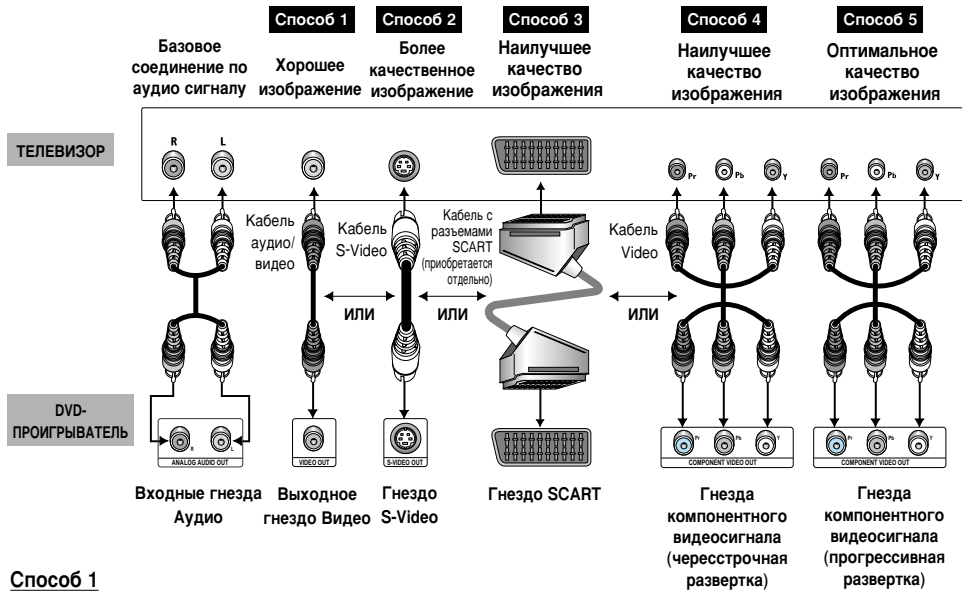 Способ 1
Способ 2
Способ 3
Способ 4
Способ 5
Базовое
соединение по
аудио сигналу
Хорошее
изображение
Более
качественное
изображение
Наилучшее
качество
изображения
Наилучшее
качество
изображения
Оптимальное
качество
изображения
ТЕЛЕВИЗОР
R
L
Pr
Pb
Y
Pr
Pb
Y
Кабель
аудио/
видео
Кабель
S-Video
Кабель с
разъемами
SCART
(приобретается
отдельно)
Кабель
Video
ИЛИ
ИЛИ
ИЛИ
DVD-
ПРОИГРЫВАТЕЛЬ
R
L
ANALOG AUDIO OUT
VIDEO OUT
S-VIDEO OUT
Pr
Pb
Y
COMPONENT VIDEO OUT
Pr
Pb
Y
COMPONENT VIDEO OUT
Входные гнезда
Аудио
Выходное
гнездо Видео
Гнездо
S-Video
Гнездо SCART
Гнезда
компонентного
видеосигнала
(чересстрочная
развертка)
Гнезда
компонентного
видеосигнала
(прогрессивная
развертка)
Способ 1